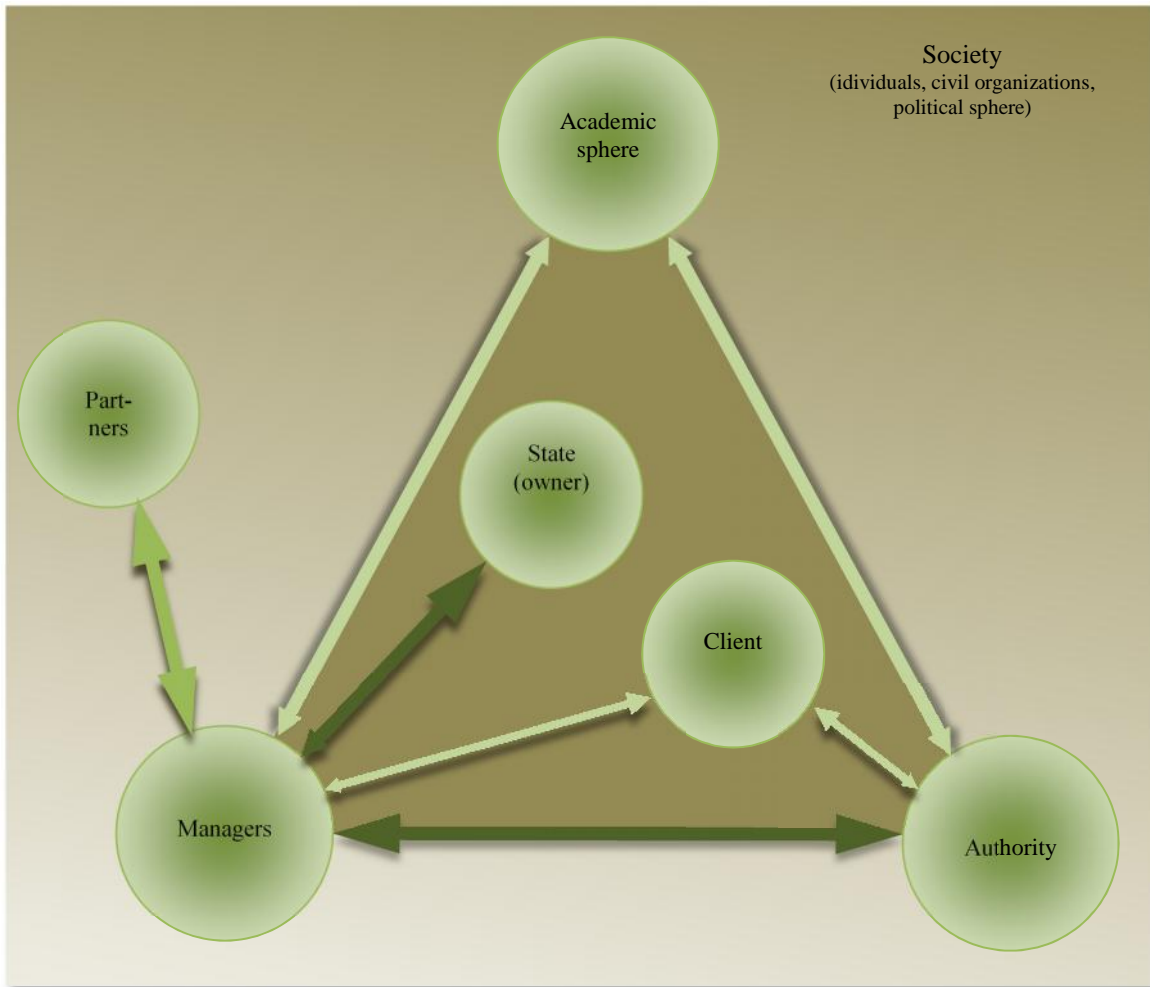 Society
(idividuals, civil organizations,
political sphere)
Academic
sphere
Part-
ners
State
(owner)
Client
Managers
Authority